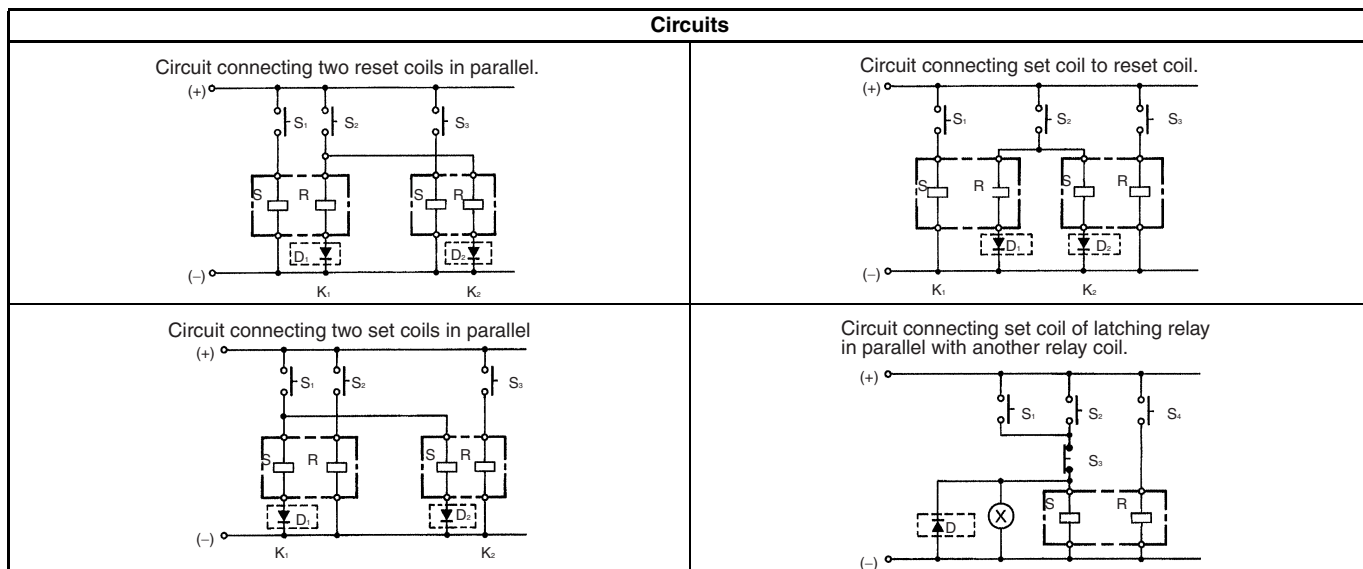 Circuits
Circuit connecting two reset coils in parallel.
(+)
S₁ S₂ S₃
S R S R
D₁ D₂
(−)
K₁ K₂
Circuit connecting set coil to reset coil.
(+)
S₁ S₂ S₃
S R S R
D₁ D₂
(−)
K₁ K₂
Circuit connecting two set coils in parallel
(+)
S₁ S₂ S₃
S R S R
D₁ D₂
(−)
K₁ K₂
Circuit connecting set coil of latching relay
in parallel with another relay coil.
(+)
S₁ S₂ S₄
S₃
S R
D X
(−)